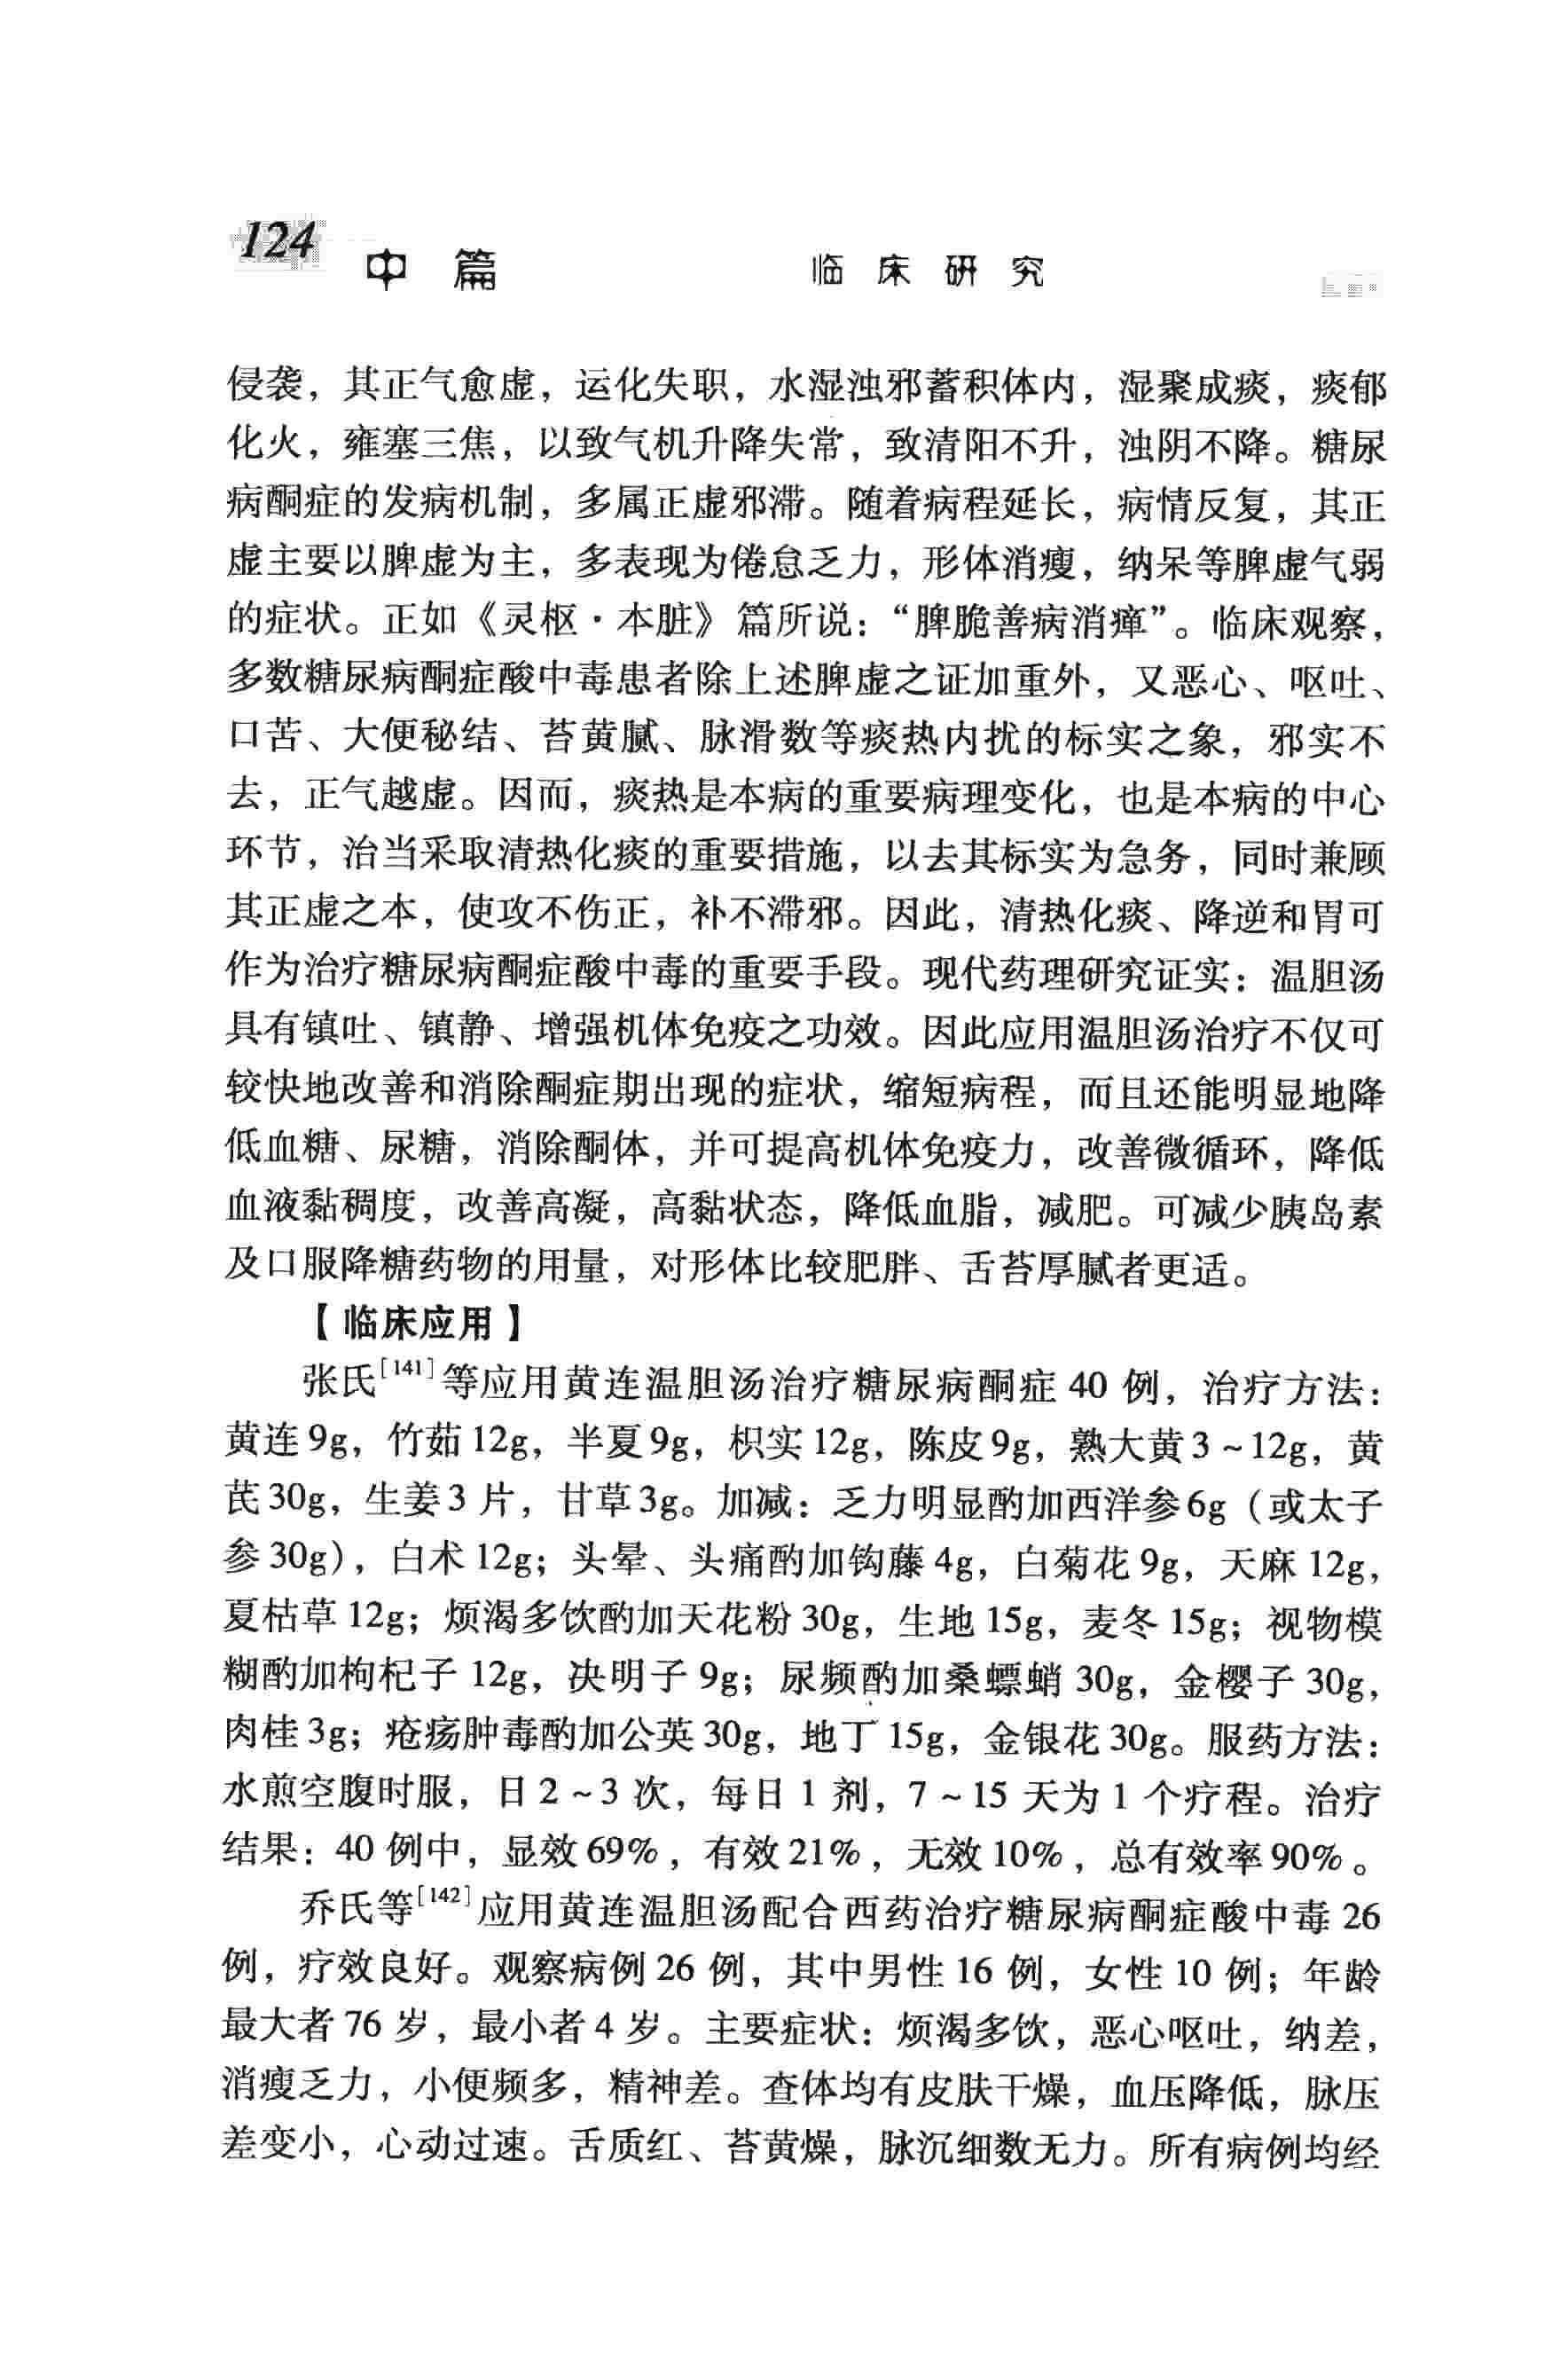 124
中 篇 临 床 研 究
侵袭，其正气愈虚，运化失职，水湿浊邪蓄积体内，湿聚成痰，痰郁
化火，雍塞三焦，以致气机升降失常，致清阳不升，浊阴不降。糖尿
病酮症的发病机制，多属正虚邪滞。随着病程延长，病情反复，其正
虚主要以脾虚为主，多表现为倦怠乏力，形体消瘦，纳呆等脾虚气弱
的症状。正如《灵枢·本脏》篇所说：“脾脆善病消瘅”。临床观察，
多数糖尿病酮症酸中毒患者除上述脾虚之证加重外，又恶心、呕吐、
口苦、大便秘结、苔黄腻、脉滑数等痰热内扰的标实之象，邪实不
去，正气越虚。因而，痰热是本病的重要病理变化，也是本病的中心
环节，治当采取清热化痰的重要措施，以去其标实为急务，同时兼顾
其正虚之本，使攻不伤正，补不滞邪。因此，清热化痰、降逆和胃可
作为治疗糖尿病酮症酸中毒的重要手段。现代药理研究证实：温胆汤
具有镇吐、镇静、增强机体免疫之功效。因此应用温胆汤治疗不仅可
较快地改善和消除酮症期出现的症状，缩短病程，而且还能明显地降
低血糖、尿糖，消除酮体，并可提高机体免疫力，改善微循环，降低
血液黏稠度，改善高凝，高黏状态，降低血脂，减肥。可减少胰岛素
及口服降糖药物的用量，对形体比较肥胖、舌苔厚腻者更适。
【临床应用】
张氏[141]等应用黄连温胆汤治疗糖尿病酮症 40 例，治疗方法：
黄连 9g，竹茹 12g，半夏 9g，枳实 12g，陈皮 9g，熟大黄 3～12g，黄
芪 30g，生姜 3 片，甘草 3g。加减：乏力明显酌加西洋参 6g（或太子
参 30g），白术 12g；头晕、头痛酌加钩藤 4g，白菊花 9g，天麻 12g，
夏枯草 12g；烦渴多饮酌加天花粉 30g，生地 15g，麦冬 15g；视物模
糊酌加枸杞子 12g，决明子 9g；尿频酌加桑螵蛸 30g，金樱子 30g，
肉桂 3g；疮疡肿毒酌加公英 30g，地丁 15g，金银花 30g。服药方法：
水煎空腹时服，日 2～3 次，每日 1 剂，7～15 天为 1 个疗程。治疗
结果：40 例中，显效 69%，有效 21%，无效 10%，总有效率 90%。
乔氏等[142]应用黄连温胆汤配合西药治疗糖尿病酮症酸中毒 26
例，疗效良好。观察病例 26 例，其中男性 16 例，女性 10 例；年龄
最大者 76 岁，最小者 4 岁。主要症状：烦渴多饮，恶心呕吐，纳差，
消瘦乏力，小便频多，精神差。查体均有皮肤干燥，血压降低，脉压
差变小，心动过速。舌质红、苔黄燥，脉沉细数无力。所有病例均经